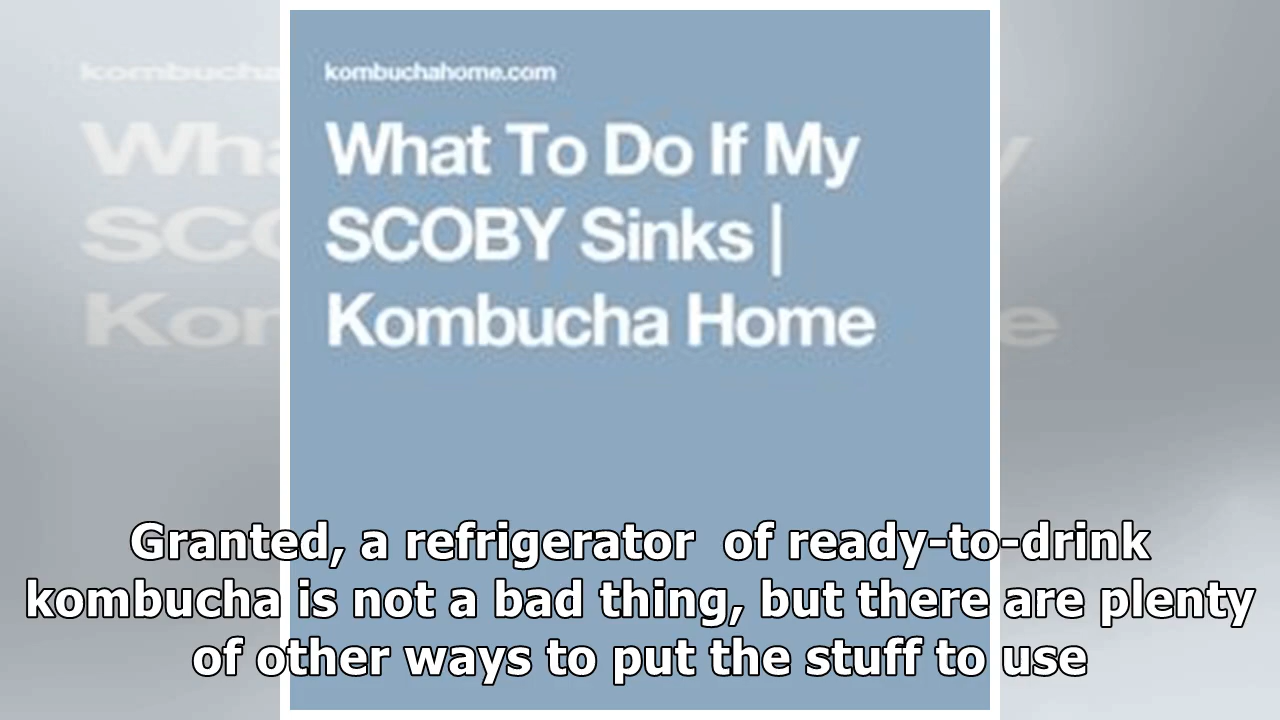 kombuchahome.com
What To Do If My
SCOBY Sinks |
Kombucha Home
Granted, a refrigerator  of ready-to-drink
kombucha is not a bad thing, but there are plenty
of other ways to put the stuff to use